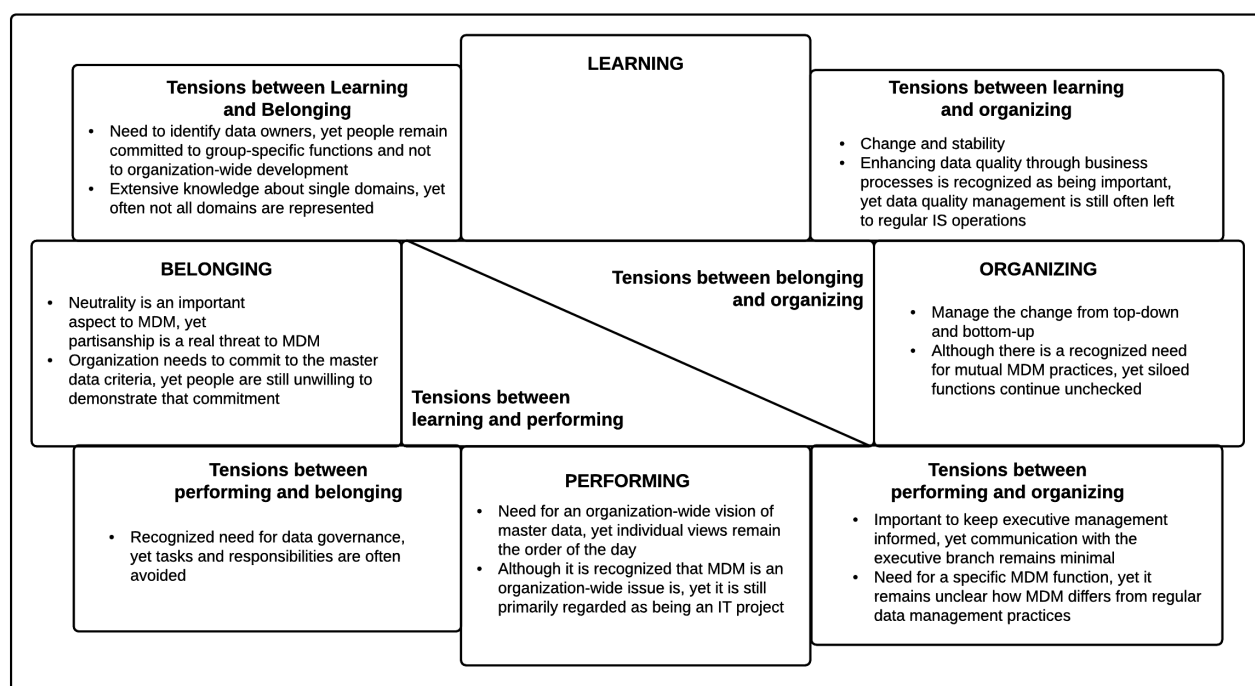 LEARNING
Tensions between Learning
and Belonging
• Need to identify data owners, yet people remain
committed to group-specific functions and not
to organization-wide development
• Extensive knowledge about single domains, yet
often not all domains are represented
Tensions between learning
and organizing
• Change and stability
• Enhancing data quality through business
processes is recognized as being important,
yet data quality management is still often left
to regular IS operations
BELONGING
• Neutrality is an important
aspect to MDM, yet
partisanship is a real threat to MDM
• Organization needs to commit to the master
data criteria, yet people are still unwilling to
demonstrate that commitment
Tensions between belonging
and organizing
Tensions between
learning and performing
ORGANIZING
• Manage the change from top-down
and bottom-up
• Although there is a recognized need
for mutual MDM practices, yet siloed
functions continue unchecked
Tensions between
performing and belonging
• Recognized need for data governance,
yet tasks and responsibilities are often
avoided
PERFORMING
• Need for an organization-wide vision of
master data, yet individual views remain
the order of the day
• Although it is recognized that MDM is an
organization-wide issue is, yet it is still
primarily regarded as being an IT project
Tensions between
performing and organizing
• Important to keep executive management
informed, yet communication with the
executive branch remains minimal
• Need for a specific MDM function, yet it
remains unclear how MDM differs from regular
data management practices